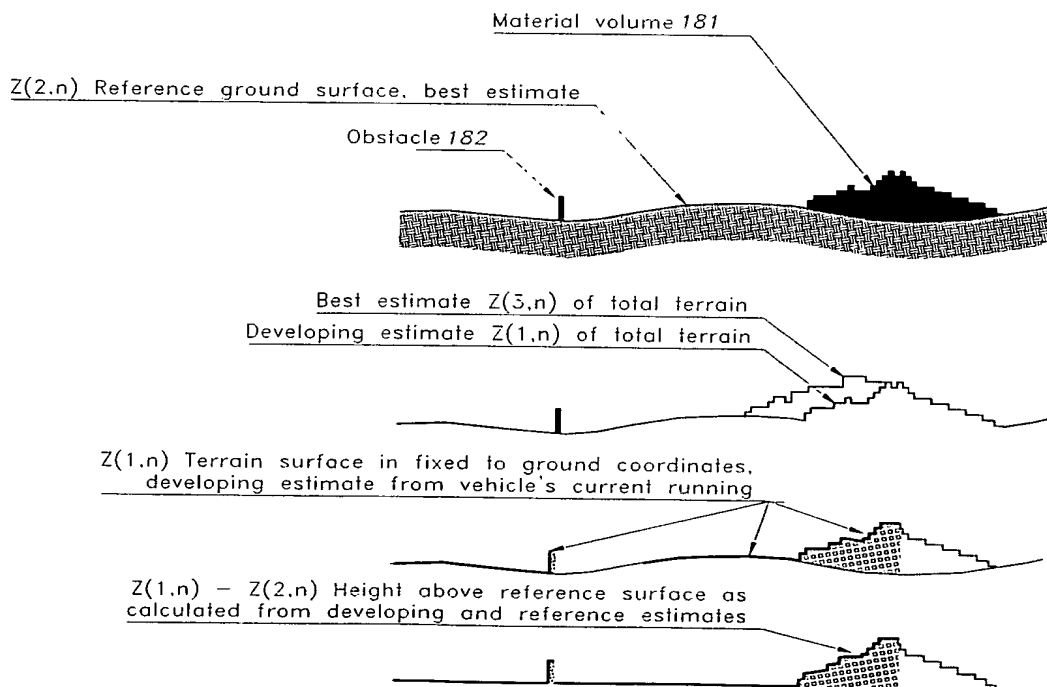 Material volume 181
Z(2,n) Reference ground surface, best estimate
Obstacle 182
Best estimate Z(3,n) of total terrain
Developing estimate Z(1,n) of total terrain
Z(1,n) Terrain surface in fixed to ground coordinates,
developing estimate from vehicle's current running
Z(1,n) – Z(2,n) Height above reference surface as
calculated from developing and reference estimates